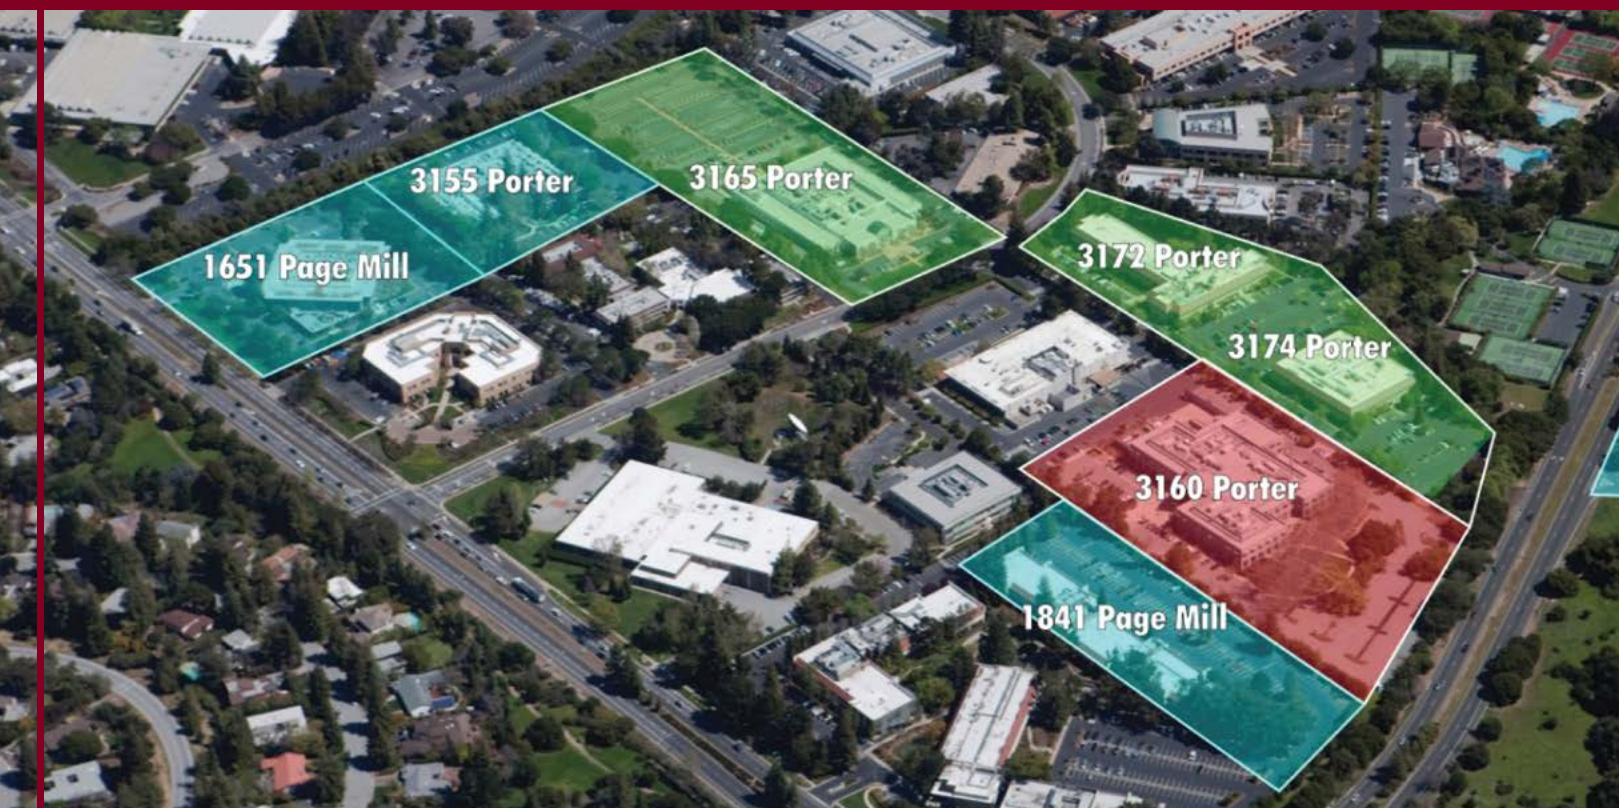 3155 Porter
3165 Porter
1651 Page Mill
3172 Porter
3174 Porter
3160 Porter
1841 Page Mill